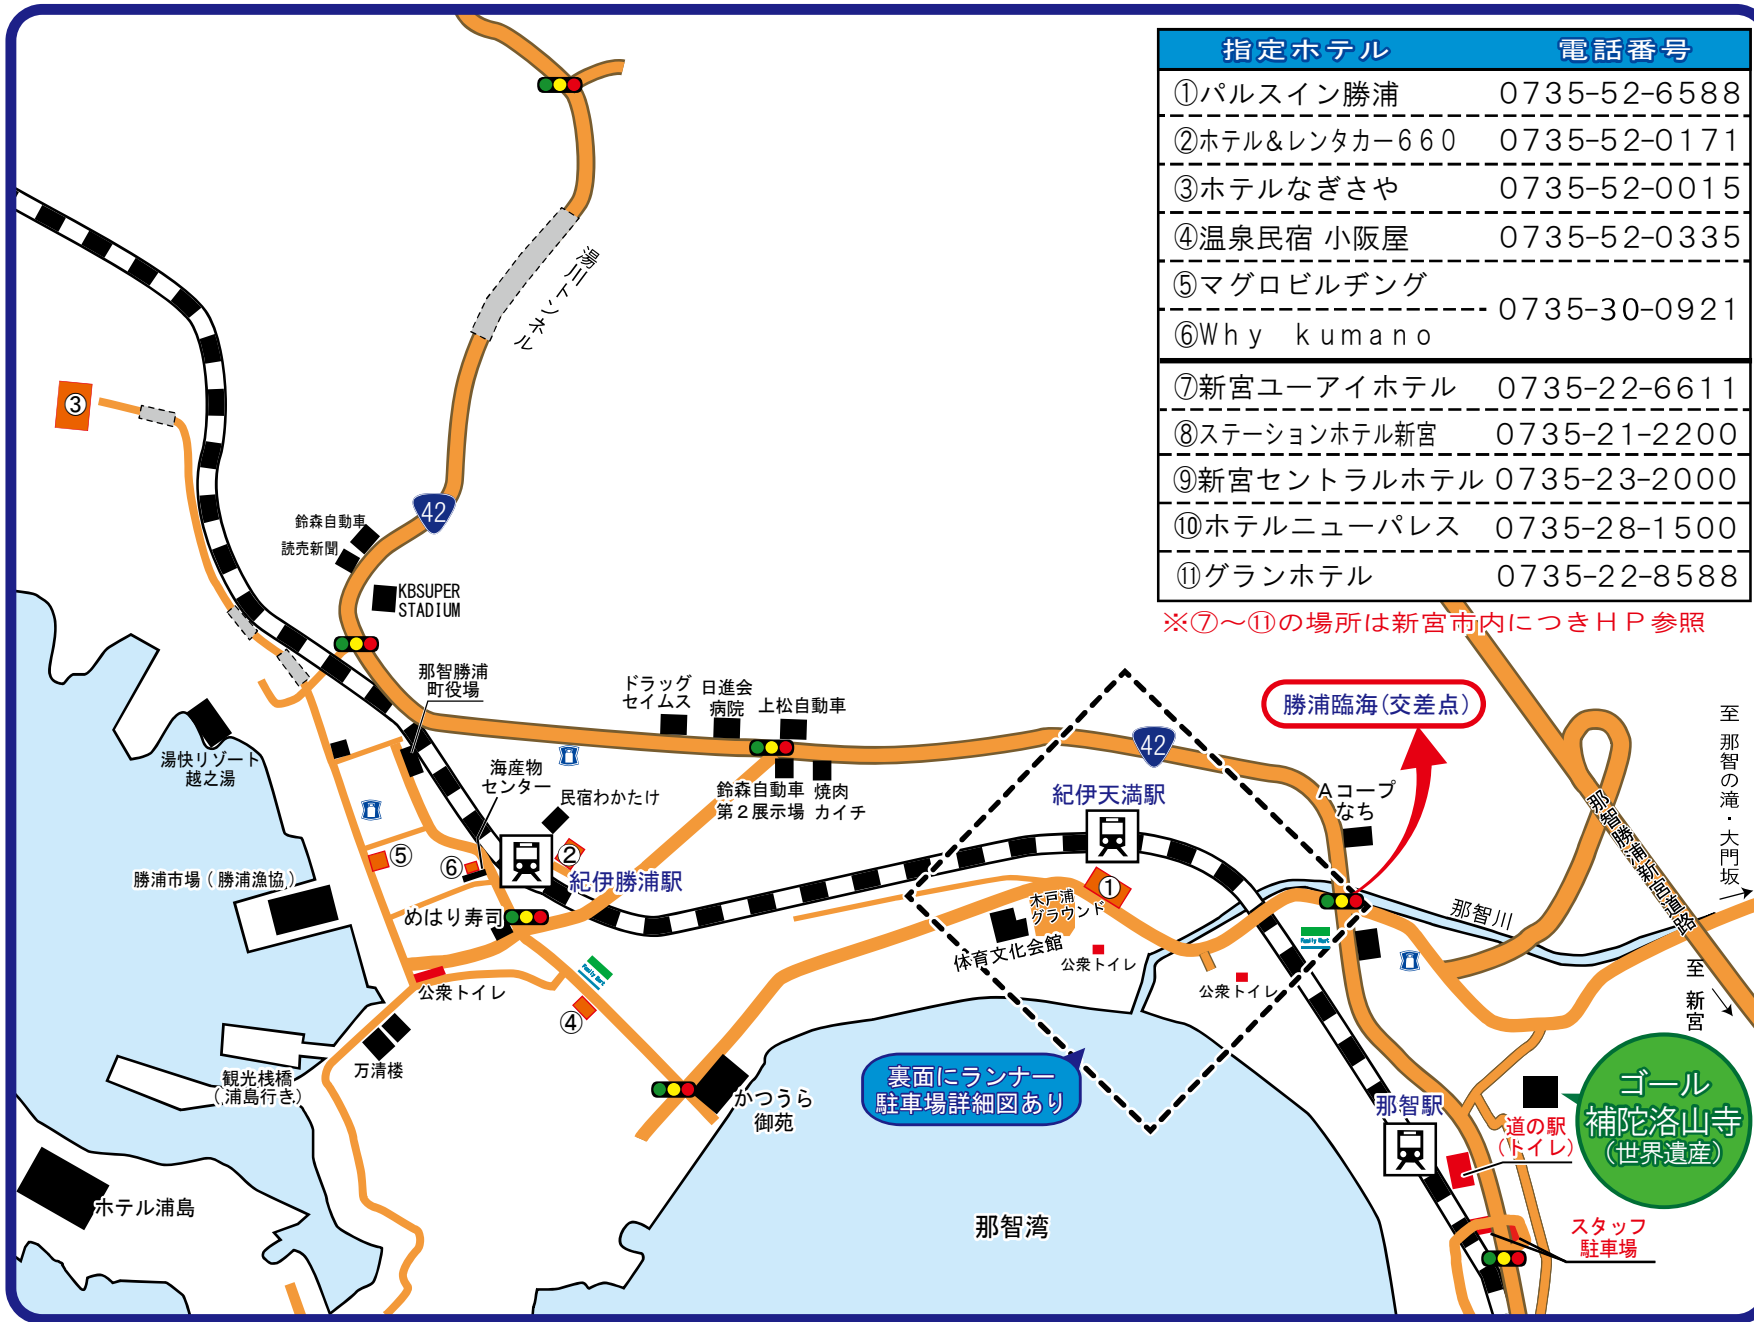 指定ホテル 電話番号
①パルスイン勝浦 0735-52-6588
②ホテル&レンタカー660 0735-52-0171
③ホテルなぎさや 0735-52-0015
④温泉民宿 小阪屋 0735-52-0335
⑤マグロビルヂング
0735-30-0921
⑥Why kumano
⑦新宮ユーアイホテル 0735-22-6611
⑧ステーションホテル新宮 0735-21-2200
⑨新宮セントラルホテル 0735-23-2000
⑩ホテルニューパレス 0735-28-1500
⑪グランホテル 0735-22-8588
※⑦～⑪の場所は新宮市内につきHP参照
湯川トンネル
③
42
鈴森自動車
読売新聞
KBSUPER
STADIUM
那智勝浦
町役場
ドラッグ
セイムス
日進会
病院
上松自動車
勝浦臨海(交差点)
至 那智の滝・大門坂
湯快リゾート
越之湯
海産物
センター
民宿わかたけ
鈴森自動車
第2展示場
焼肉
カイチ
42
紀伊天満駅
Aコープ
なち
那智勝浦新宮道路
⑤
⑥
②
紀伊勝浦駅
勝浦市場(勝浦漁協)
めはり寿司
①
木戸浦
グラウンド
体育文化会館
公衆トイレ
公衆トイレ
Family Mart
那智川
至 新宮
公衆トイレ
Family Mart
④
万清楼
観光桟橋
(浦島行き)
かつうら
御苑
裏面にランナー
駐車場詳細図あり
那智駅
道の駅
(トイレ)
ゴール
補陀洛山寺
(世界遺産)
ホテル浦島
那智湾
スタッフ
駐車場